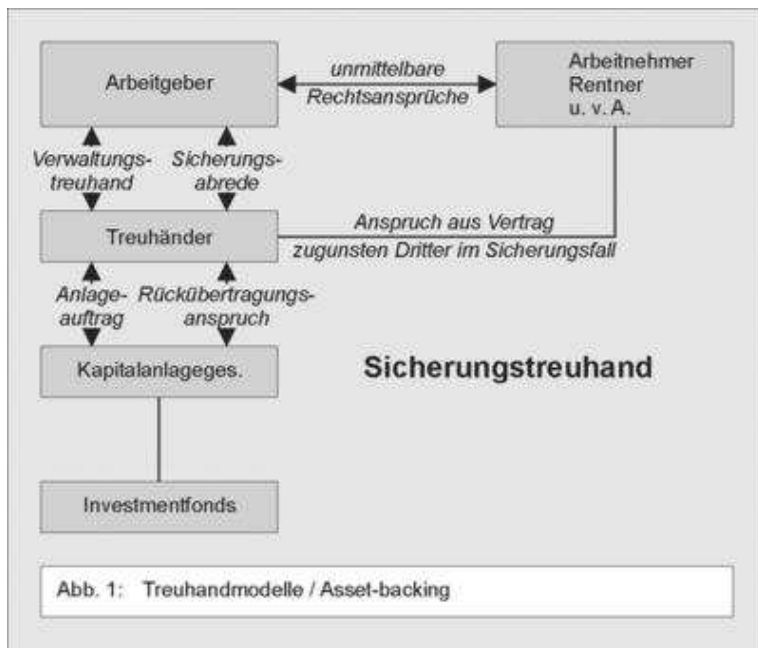 Arbeitgeber
unmittelbare
Rechtsansprüche
Arbeitnehmer
Rentner
u. v. A.
Verwaltungs-
treuhand
Sicherungs-
abrede
Treuhänder
Anspruch aus Vertrag
zugunsten Dritter im Sicherungsfall
Anlage-
auftrag
Rückübertragungs-
anspruch
Kapitalanlageges.
Sicherungstreuhand
Investmentfonds
Abb. 1: Treuhandmodelle / Asset-backing